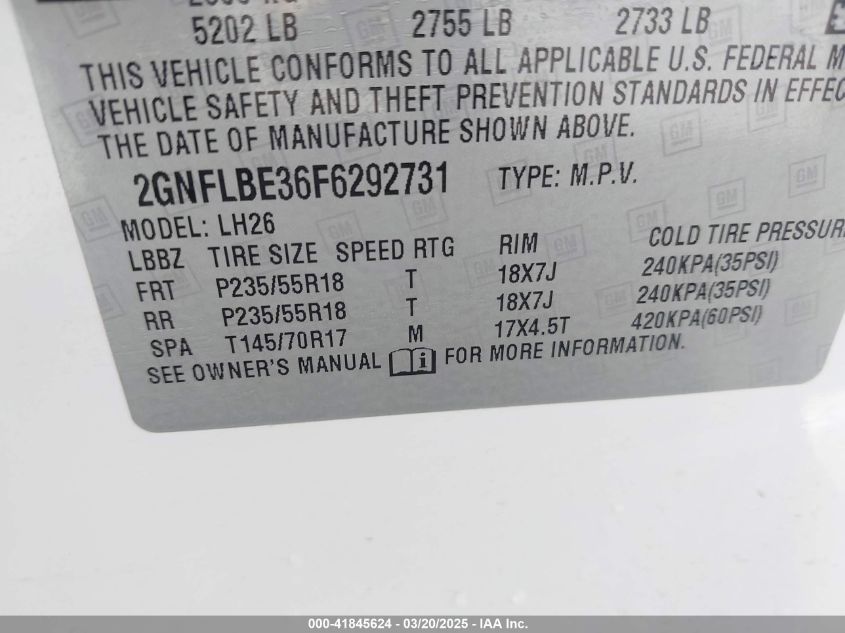 5202 LB 2755 LB 2733 LB
THIS VEHICLE CONFORMS TO ALL APPLICABLE U.S. FEDERAL M
VEHICLE SAFETY AND THEFT PREVENTION STANDARDS IN EFFEC
THE DATE OF MANUFACTURE SHOWN ABOVE.
2GNFLBE36F6292731 TYPE: M.P.V.
MODEL: LH26
LBBZ TIRE SIZE SPEED RTG RIM COLD TIRE PRESSUR
FRT P235/55R18 T 18X7J 240KPA(35PSI)
RR P235/55R18 T 18X7J 240KPA(35PSI)
SPA T145/70R17 M 17X4.5T 420KPA(60PSI)
SEE OWNER'S MANUAL i FOR MORE INFORMATION.
000-41845624 - 03/20/2025 - IAA Inc.